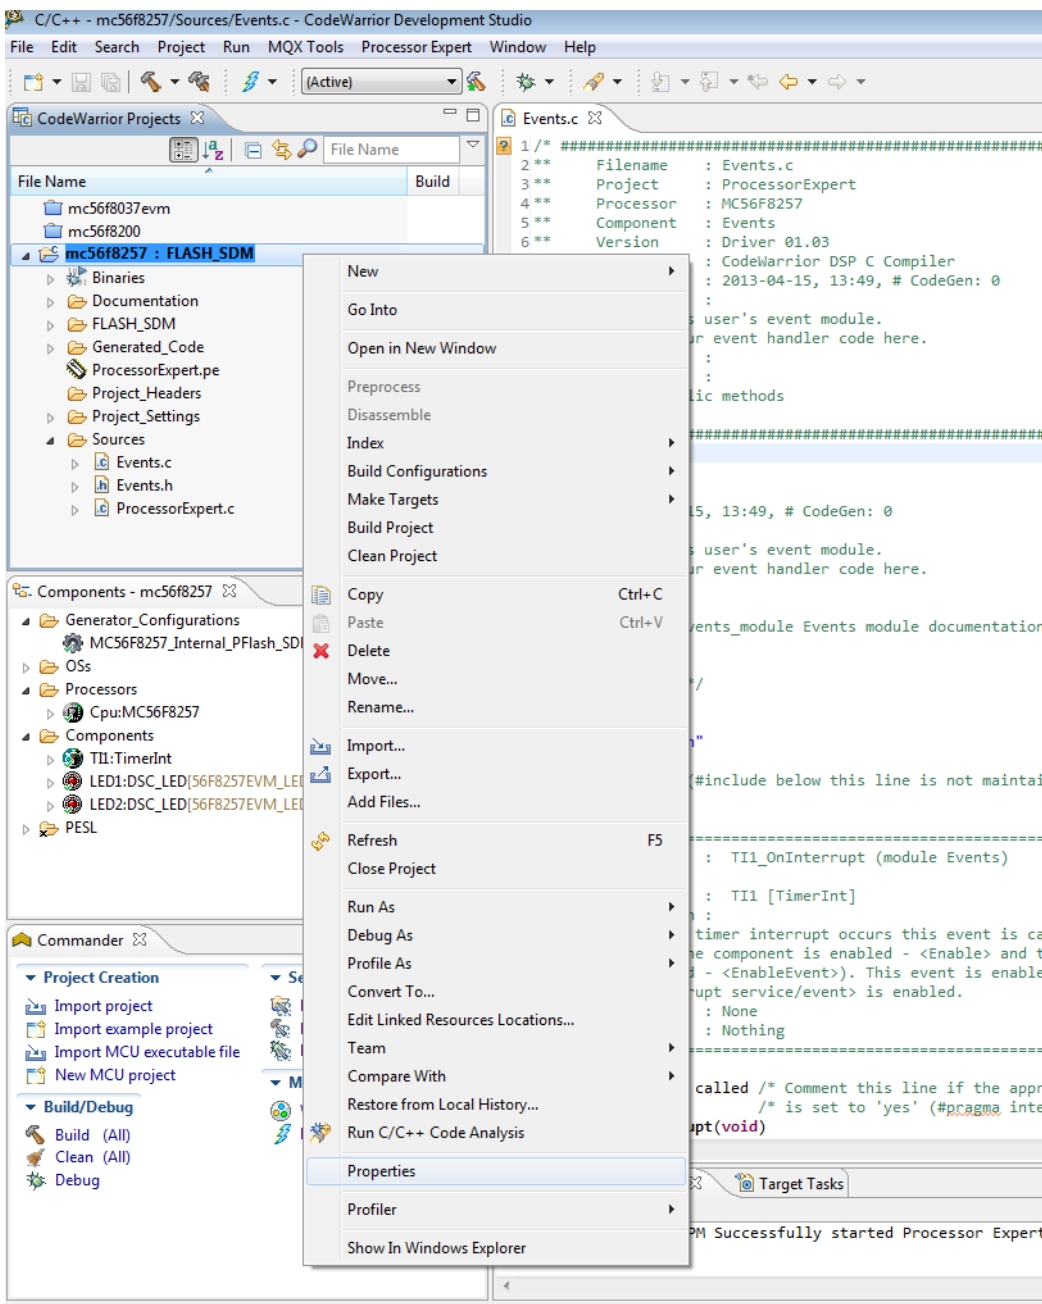 C/C++ - mc56f8257/Sources/Events.c - CodeWarrior Development Studio
File Edit Search Project Run MQX Tools Processor Expert Window Help
(Active)
CodeWarrior Projects
File Name
File Name Build
mc56f8037evm
mc56f8200
mc56f8257 : FLASH_SDM
Binaries
Documentation
FLASH_SDM
Generated_Code
ProcessorExpert.pe
Project_Headers
Project_Settings
Sources
Events.c
Events.h
ProcessorExpert.c
Components - mc56f8257
Generator_Configurations
MC56F8257_Internal_PFlash_SD
OSs
Processors
Cpu:MC56F8257
Components
TI1:TimerInt
LED1:DSC_LED[56F8257EVM_LE
LED2:DSC_LED[56F8257EVM_LE
PESL
Commander
Project Creation
Import project
Import example project
Import MCU executable file
New MCU project
Build/Debug
Build (All)
Clean (All)
Debug
Se
M
New
Go Into
Open in New Window
Preprocess
Disassemble
Index
Build Configurations
Make Targets
Build Project
Clean Project
Copy Ctrl+C
Paste Ctrl+V
Delete
Move...
Rename...
Import...
Export...
Add Files...
Refresh F5
Close Project
Run As
Debug As
Profile As
Convert To...
Edit Linked Resources Locations...
Team
Compare With
Restore from Local History...
Run C/C++ Code Analysis
Properties
Profiler
Show In Windows Explorer
Events.c
1 /* ########################################################
2 ** Filename : Events.c
3 ** Project : ProcessorExpert
4 ** Processor : MC56F8257
5 ** Component : Events
6 ** Version : Driver 01.03
: CodeWarrior DSP C Compiler
: 2013-04-15, 13:49, # CodeGen: 0
:
s user's event module.
ur event handler code here.
:
:
lic methods
##########################################
15, 13:49, # CodeGen: 0
s user's event module.
ur event handler code here.
vents_module Events module documentation
*/
"
(#include below this line is not maintai
==========================================
: TI1_OnInterrupt (module Events)
: TI1 [TimerInt]
:
timer interrupt occurs this event is ca
e component is enabled - <Enable> and t
- <EnableEvent>). This event is enable
rupt service/event> is enabled.
: None
: Nothing
==========================================
called /* Comment this line if the appr
/* is set to 'yes' (#pragma inte
upt(void)
Target Tasks
PM Successfully started Processor Expert